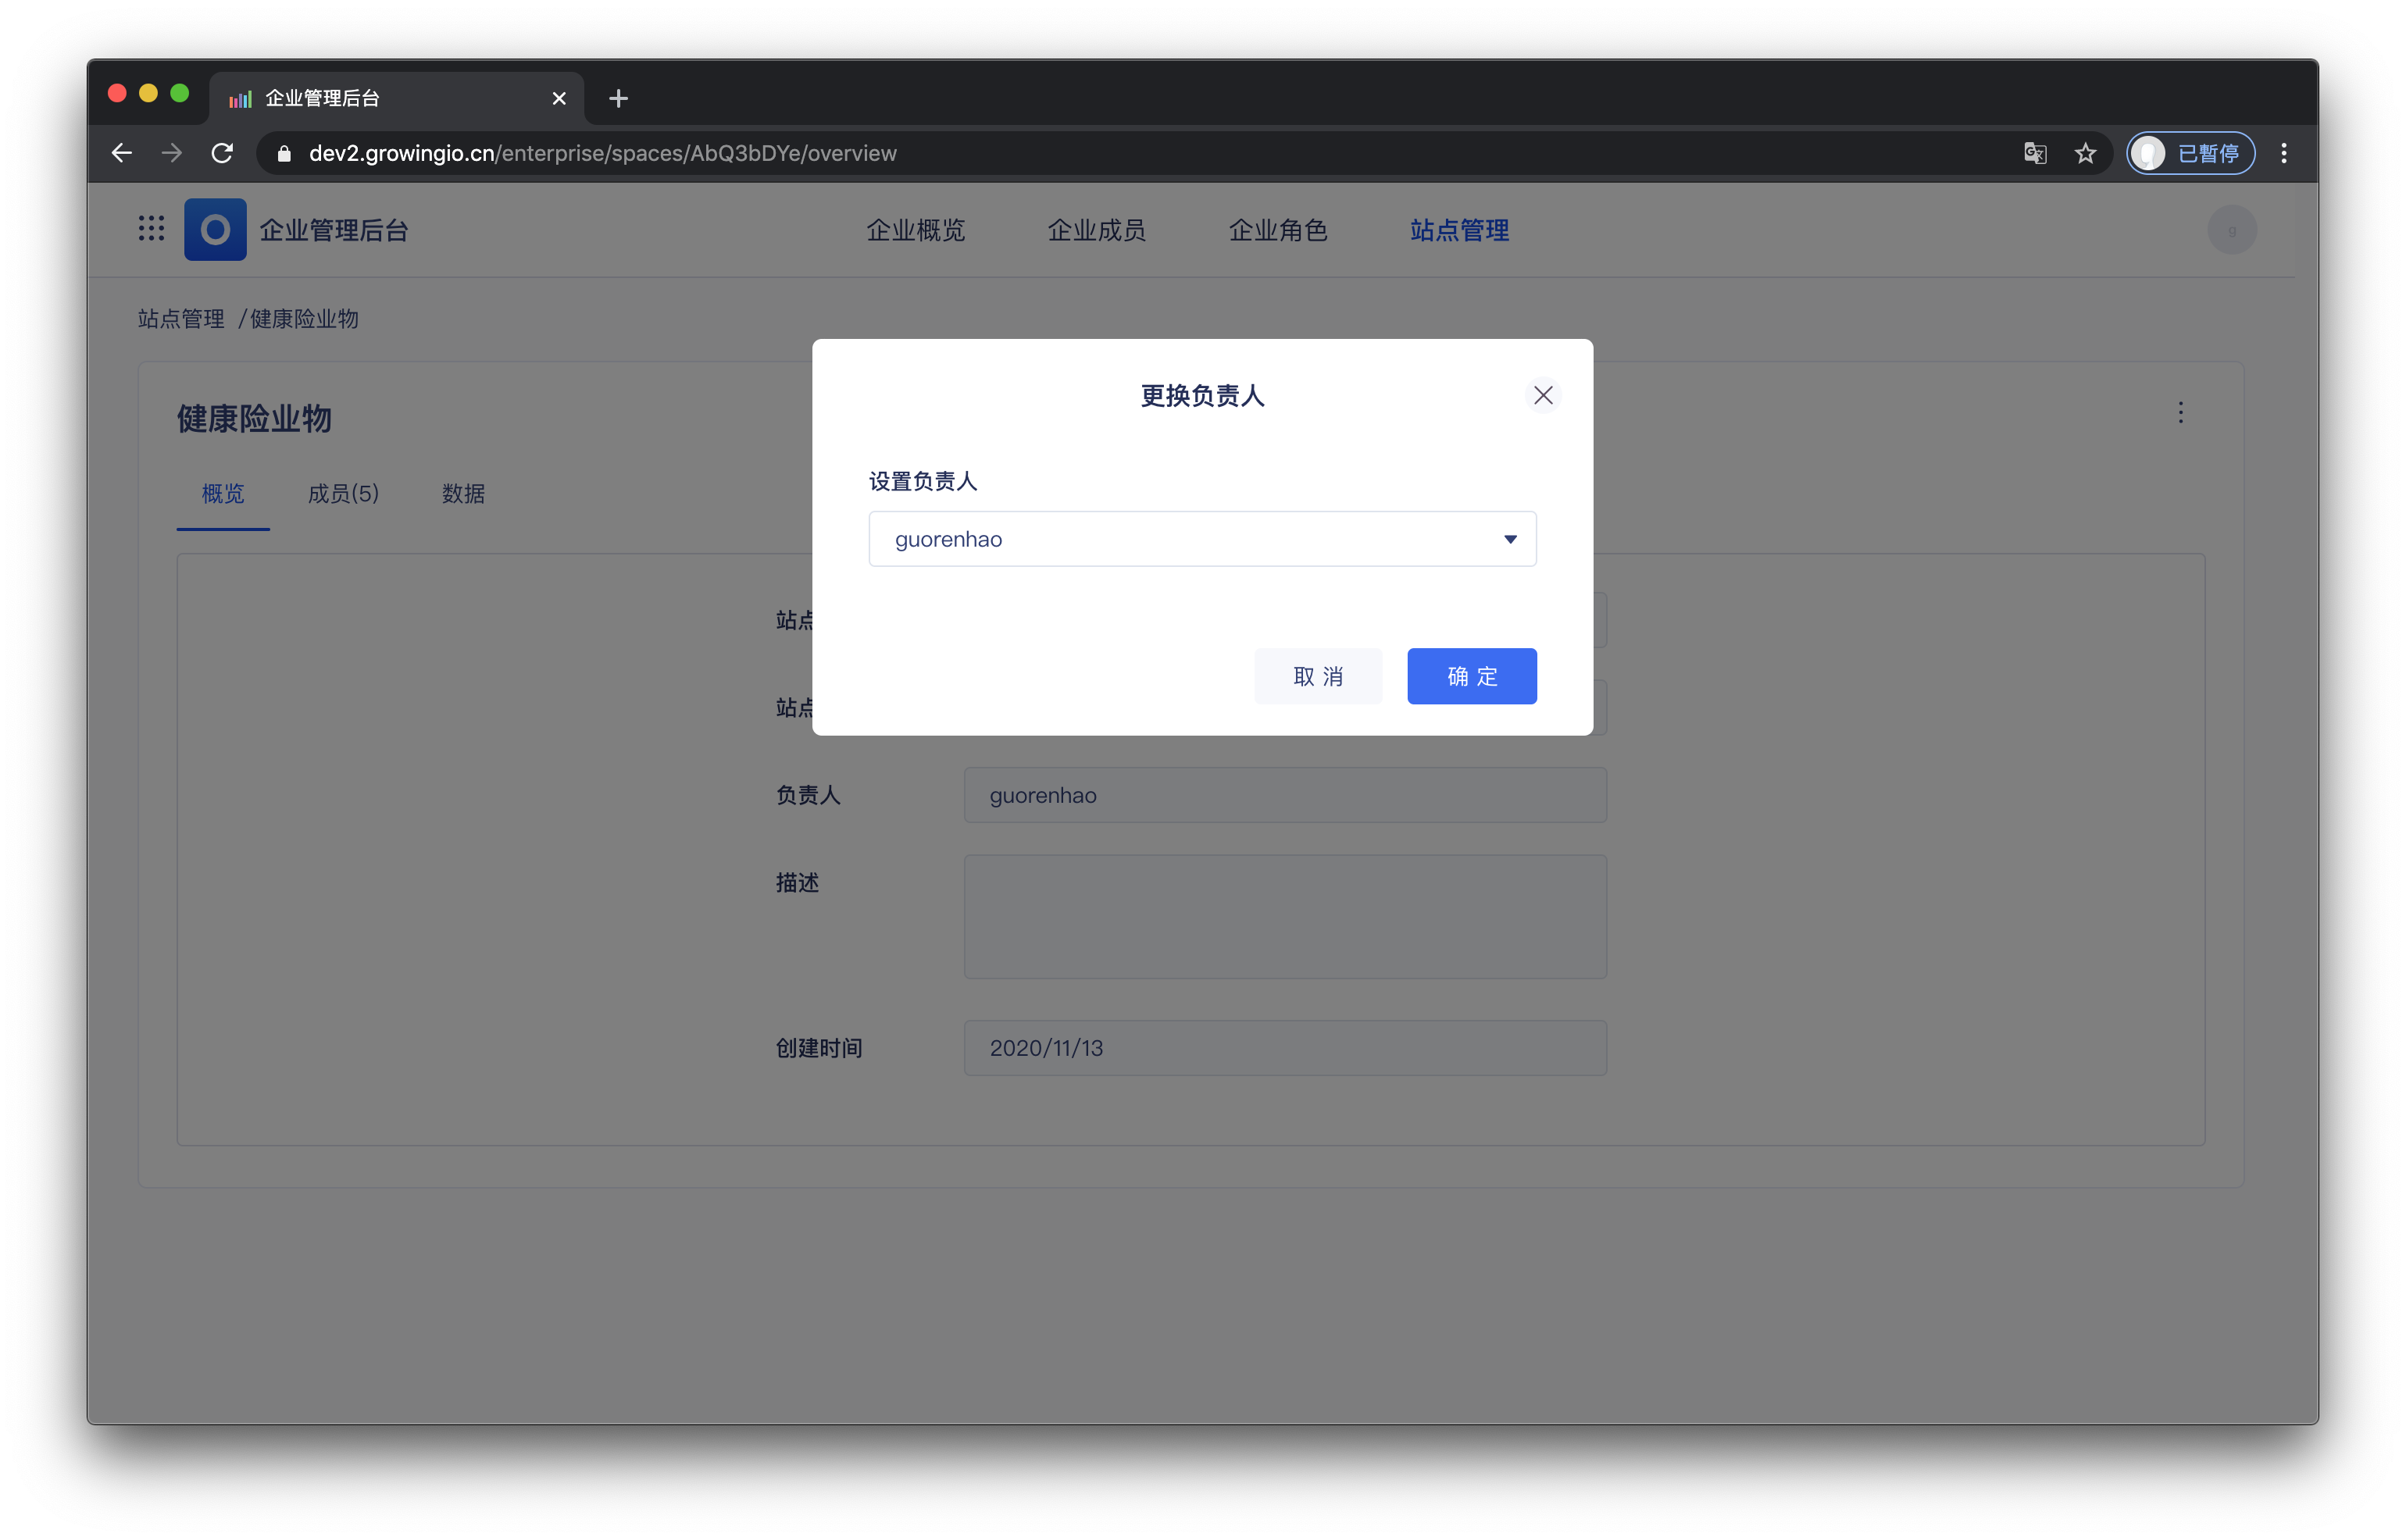 企业管理后台
dev2.growingio.cn/enterprise/spaces/AbQ3bDYe/overview
已暂停
企业管理后台
企业概览
企业成员
企业角色
站点管理
g
站点管理 /健康险业物
健康险业物
概览
成员(5)
数据
更换负责人
设置负责人
guorenhao
取 消
确 定
站点
站点
负责人
guorenhao
描述
创建时间
2020/11/13